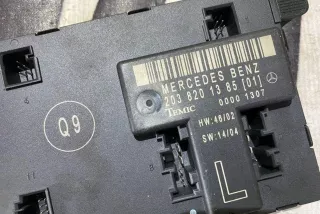 MERCEDES BENZ
203 820 13 85 [01]
TEMIC
0000 1307
HW:48/02
SW:14/04
Q9
L